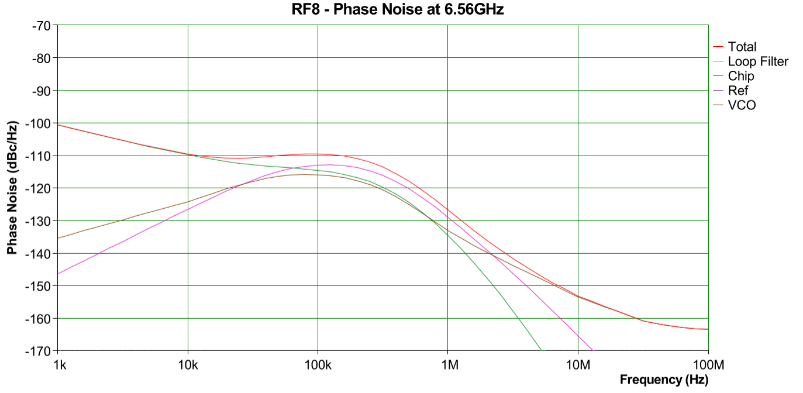 RF8 - Phase Noise at 6.56GHz
-70
-80
-90
-100
-110
-120
-130
-140
-150
-160
-170
Phase Noise (dBc/Hz)
1k 10k 100k 1M 10M 100M
Frequency (Hz)
Total
Loop Filter
Chip
Ref
VCO